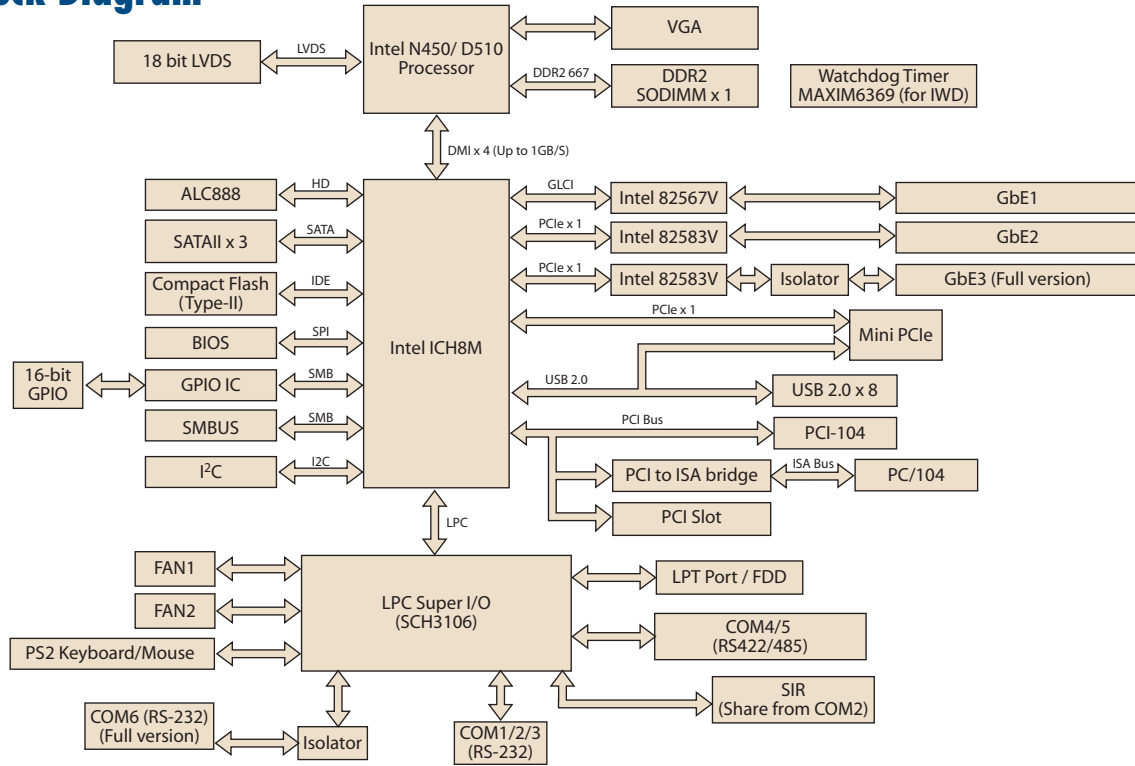 Diagram
18 bit LVDS
LVDS
Intel N450/ D510
Processor
VGA
DDR2 667
DDR2
SODIMM x 1
Watchdog Timer
MAXIM6369 (for IWD)
DMI x 4 (Up to 1GB/S)
ALC888
HD
SATAII x 3
SATA
Compact Flash
(Type-II)
IDE
BIOS
SPI
16-bit
GPIO
GPIO IC
SMB
SMBUS
SMB
I²C
I2C
Intel ICH8M
GLCI
Intel 82567V
GbE1
PCIe x 1
Intel 82583V
GbE2
PCIe x 1
Intel 82583V
Isolator
GbE3 (Full version)
PCIe x 1
Mini PCIe
USB 2.0
USB 2.0 x 8
PCI Bus
PCI-104
PCI to ISA bridge
ISA Bus
PC/104
PCI Slot
LPC
FAN1
FAN2
PS2 Keyboard/Mouse
LPC Super I/O
(SCH3106)
LPT Port / FDD
COM4/5
(RS422/485)
SIR
(Share from COM2)
COM6 (RS-232)
(Full version)
Isolator
COM1/2/3
(RS-232)